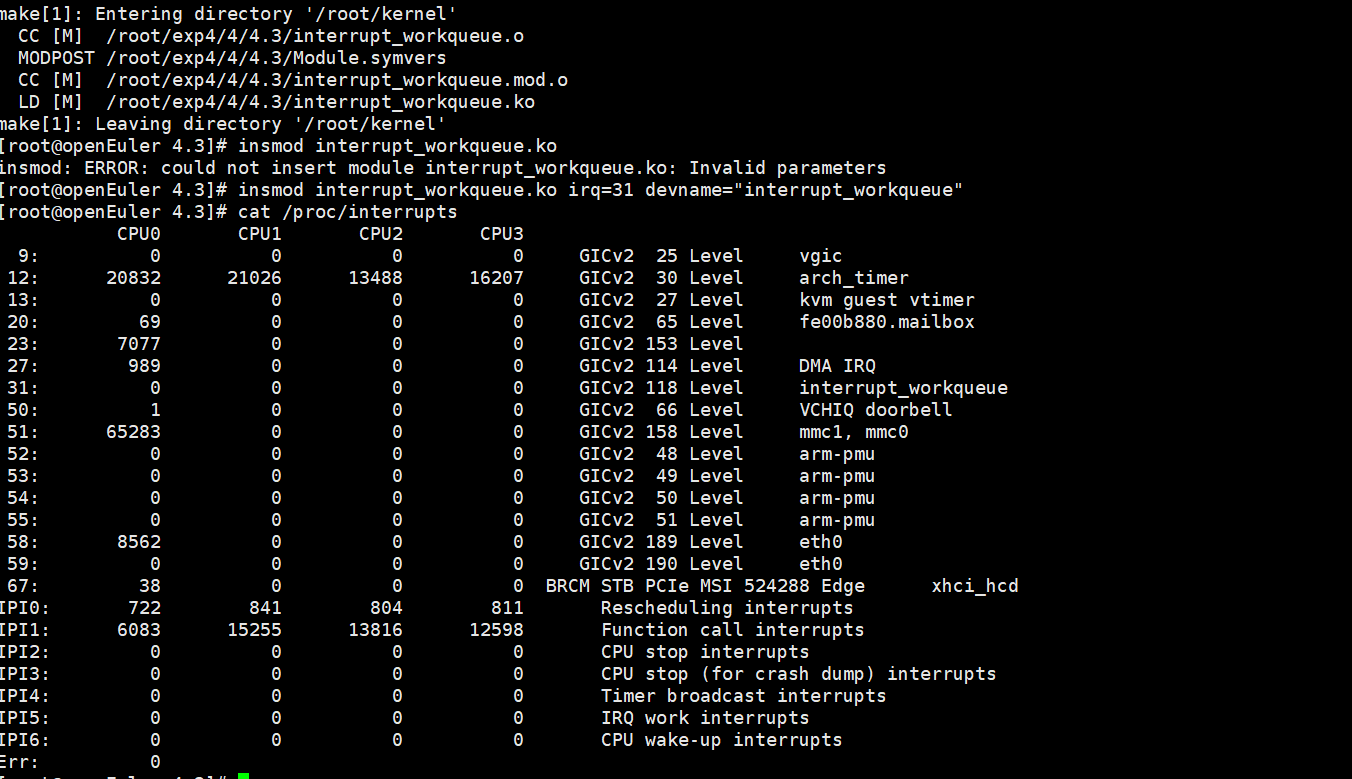 make[1]: Entering directory '/root/kernel'
  CC [M]  /root/exp4/4/4.3/interrupt_workqueue.o
  MODPOST /root/exp4/4/4.3/Module.symvers
  CC [M]  /root/exp4/4/4.3/interrupt_workqueue.mod.o
  LD [M]  /root/exp4/4/4.3/interrupt_workqueue.ko
make[1]: Leaving directory '/root/kernel'
[root@openEuler 4.3]# insmod interrupt_workqueue.ko
insmod: ERROR: could not insert module interrupt_workqueue.ko: Invalid parameters
[root@openEuler 4.3]# insmod interrupt_workqueue.ko irq=31 devname="interrupt_workqueue"
[root@openEuler 4.3]# cat /proc/interrupts
           CPU0       CPU1       CPU2       CPU3
  9:          0          0          0          0     GICv2  25 Level     vgic
 12:      20832      21026      13488      16207     GICv2  30 Level     arch_timer
 13:          0          0          0          0     GICv2  27 Level     kvm guest vtimer
 20:         69          0          0          0     GICv2  65 Level     fe00b880.mailbox
 23:       7077          0          0          0     GICv2 153 Level
 27:        989          0          0          0     GICv2 114 Level     DMA IRQ
 31:          0          0          0          0     GICv2 118 Level     interrupt_workqueue
 50:          1          0          0          0     GICv2  66 Level     VCHIQ doorbell
 51:      65283          0          0          0     GICv2 158 Level     mmc1, mmc0
 52:          0          0          0          0     GICv2  48 Level     arm-pmu
 53:          0          0          0          0     GICv2  49 Level     arm-pmu
 54:          0          0          0          0     GICv2  50 Level     arm-pmu
 55:          0          0          0          0     GICv2  51 Level     arm-pmu
 58:       8562          0          0          0     GICv2 189 Level     eth0
 59:          0          0          0          0     GICv2 190 Level     eth0
 67:         38          0          0          0  BRCM STB PCIe MSI 524288 Edge      xhci_hcd
IPI0:       722        841        804        811       Rescheduling interrupts
IPI1:      6083      15255      13816      12598       Function call interrupts
IPI2:         0          0          0          0       CPU stop interrupts
IPI3:         0          0          0          0       CPU stop (for crash dump) interrupts
IPI4:         0          0          0          0       Timer broadcast interrupts
IPI5:         0          0          0          0       IRQ work interrupts
IPI6:         0          0          0          0       CPU wake-up interrupts
Err:          0